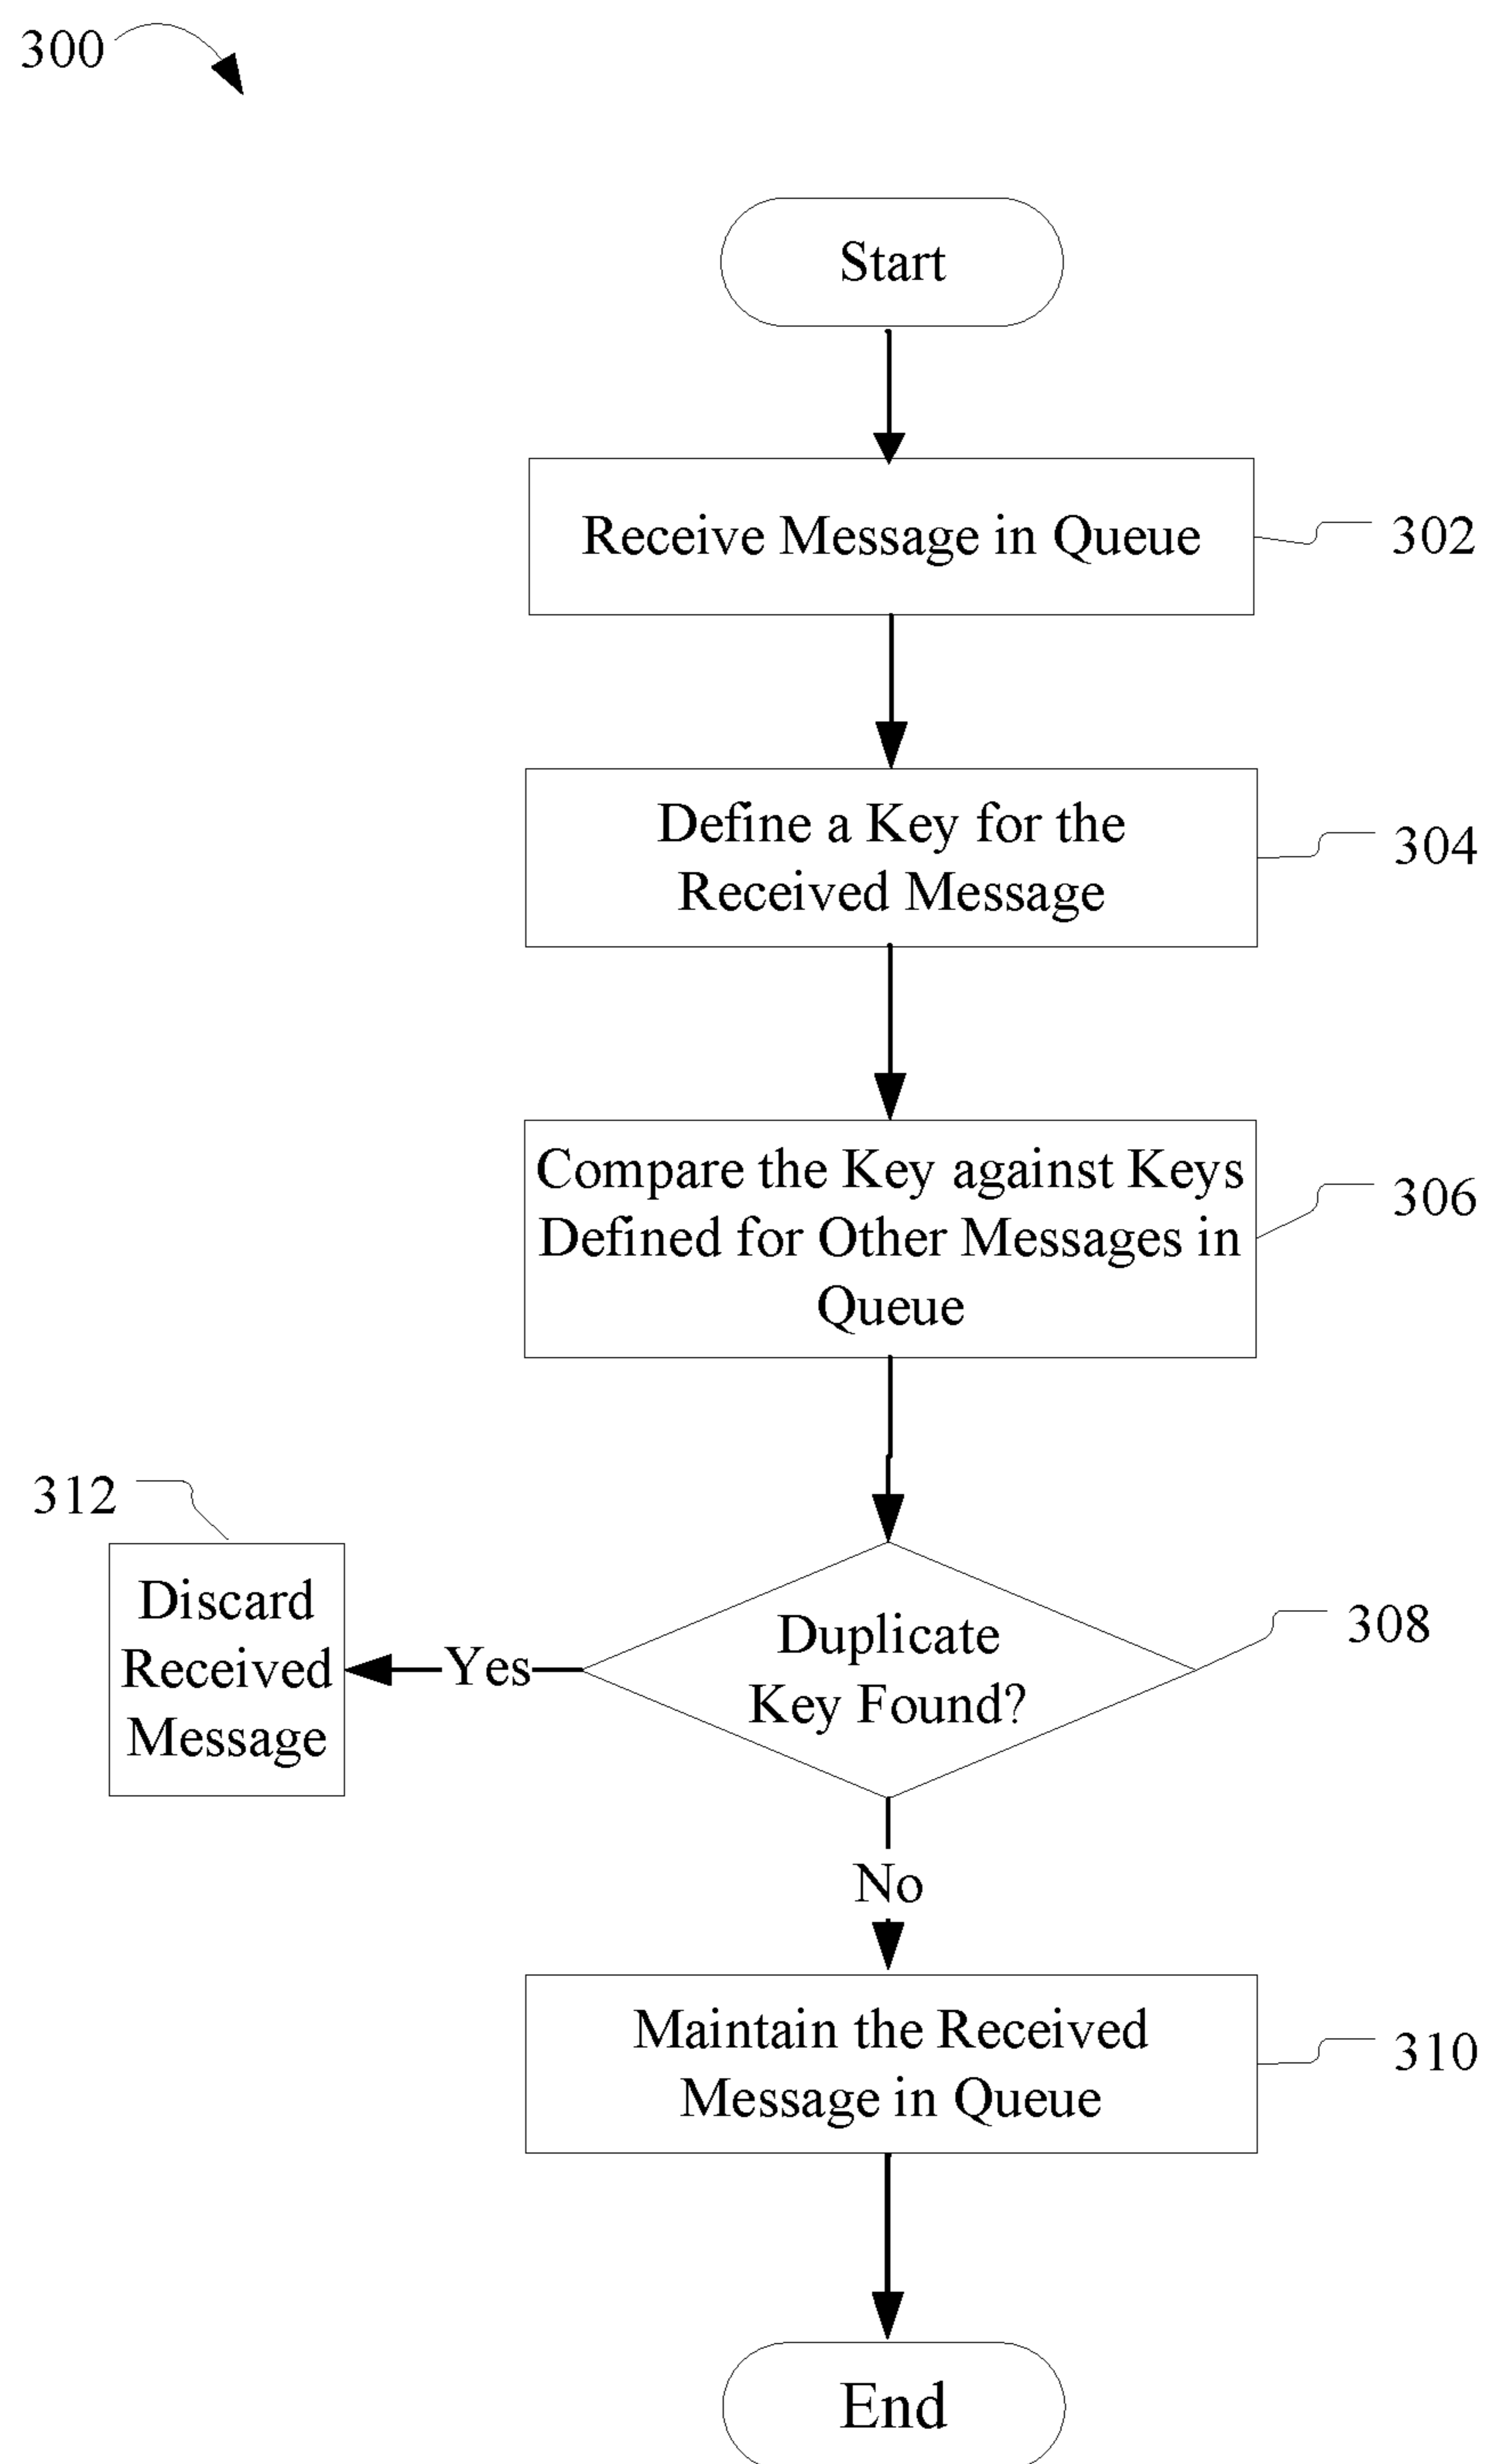 300
Start
Receive Message in Queue
302
Define a Key for the
Received Message
304
Compare the Key against Keys
Defined for Other Messages in
Queue
306
312
Discard
Received
Message
Yes
Duplicate
Key Found?
308
No
Maintain the Received
Message in Queue
310
End